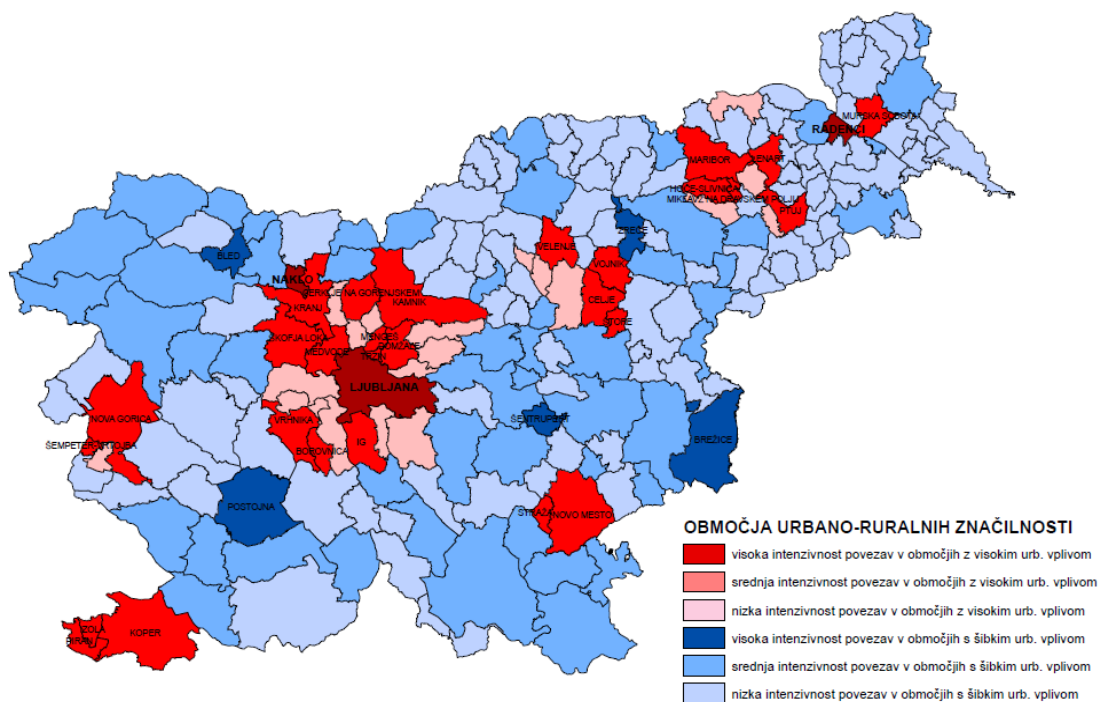 MURSKA SOBOTA
RADENCI
MARIBOR
LENART
HOČE-SLIVNICA
MIKLAVŽ NA DRAVSKEM POLJU
PTUJ
ZREČE
VELENJE
VOJNIK
BLED
NAKLO
CERKLJE NA GORENJSKEM
KAMNIK
KRANJ
CELJE
ŠTORE
ŠKOFJA LOKA
MENGEŠ
DOMŽALE
MEDVODE
TRZIN
LJUBLJANA
NOVA GORICA
VRHNIKA
ŠENTRUPERT
BREŽICE
ŠEMPETER-VRTOJBA
BOROVNICA
IG
POSTOJNA
STRAŽA
NOVO MESTO
IZOLA
PIRAN
KOPER
OBMOČJA URBANO-RURALNIH ZNAČILNOSTI
visoka intenzivnost povezav v območjih z visokim urb. vplivom
srednja intenzivnost povezav v območjih z visokim urb. vplivom
nizka intenzivnost povezav v območjih z visokim urb. vplivom
visoka intenzivnost povezav v območjih s šibkim urb. vplivom
srednja intenzivnost povezav v območjih s šibkim urb. vplivom
nizka intenzivnost povezav v območjih s šibkim urb. vplivom